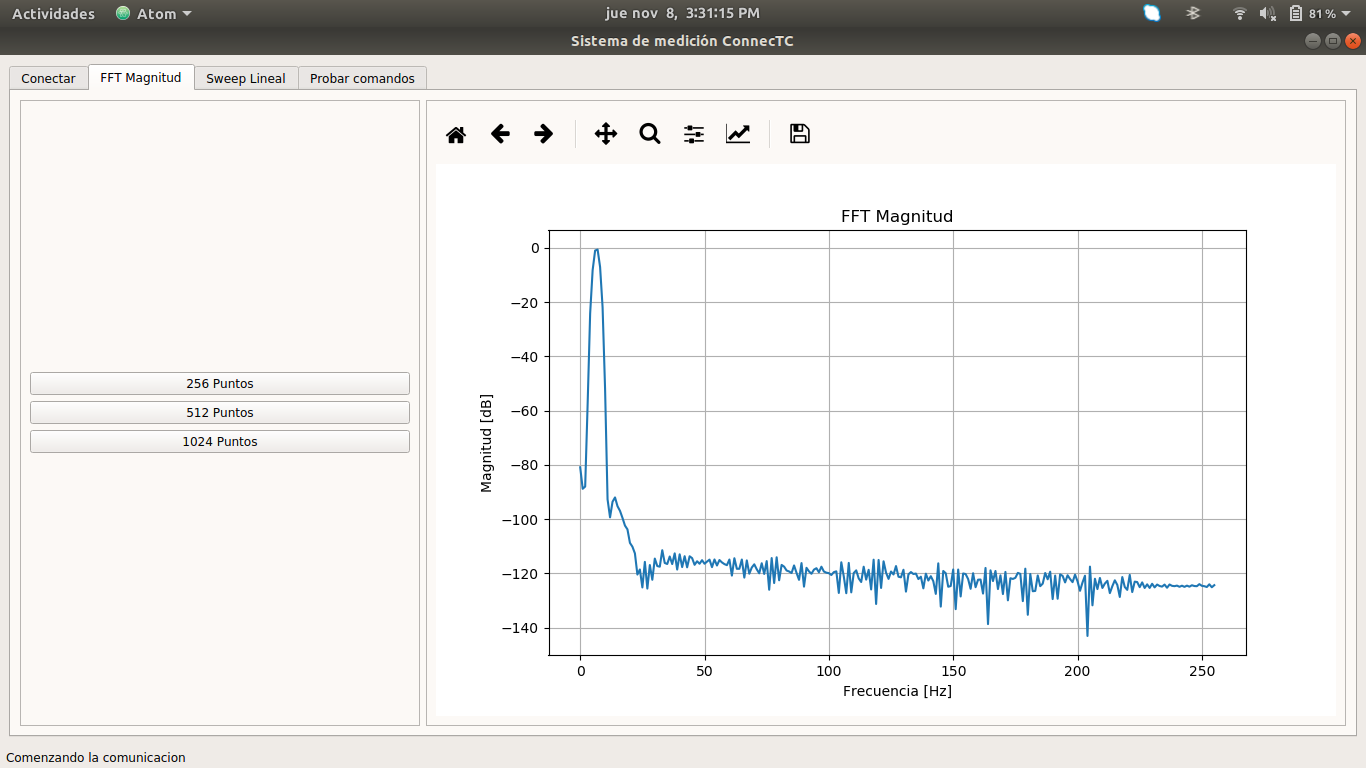 Actividades Atom jue nov 8, 3:31:15 PM 81 %
Sistema de medición ConnecTC
Conectar FFT Magnitud Sweep Lineal Probar comandos
256 Puntos
512 Puntos
1024 Puntos
FFT Magnitud
Magnitud [dB]
0
−20
−40
−60
−80
−100
−120
−140
0 50 100 150 200 250
Frecuencia [Hz]
Comenzando la comunicacion